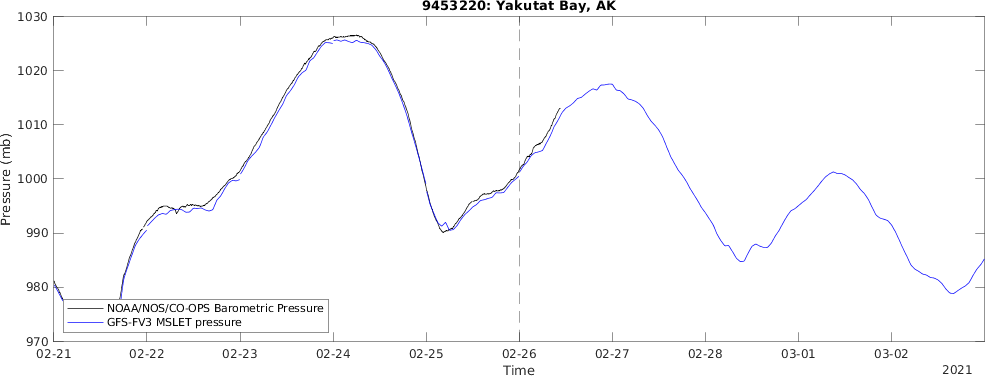 9453220: Yakutat Bay, AK
1030
1020
1010
1000
990
980
970
Pressure (mb)
NOAA/NOS/CO-OPS Barometric Pressure
GFS-FV3 MSLET pressure
02-21 02-22 02-23 02-24 02-25 02-26 02-27 02-28 03-01 03-02
Time
2021